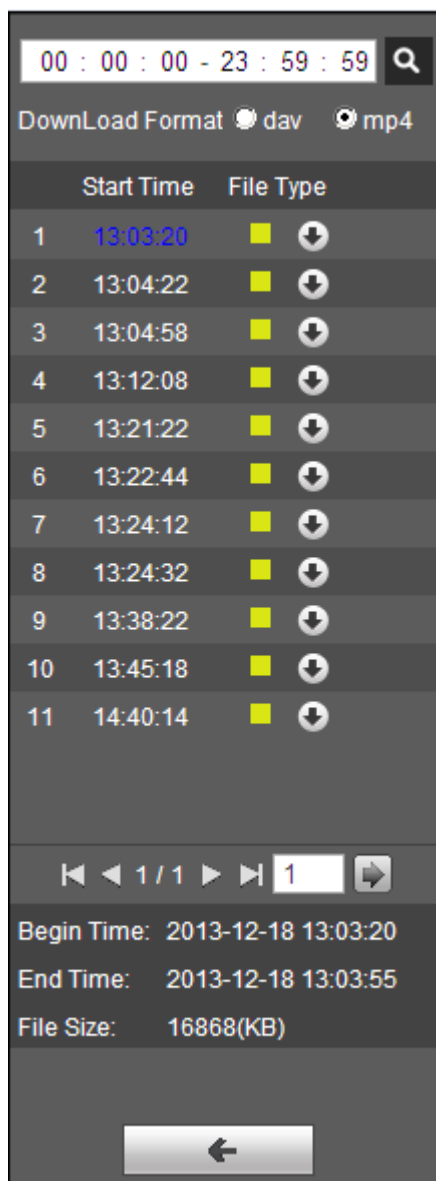 00 : 00 : 00 - 23 : 59 : 59
DownLoad Format dav mp4
Start Time File Type
1 13:03:20
2 13:04:22
3 13:04:58
4 13:12:08
5 13:21:22
6 13:22:44
7 13:24:12
8 13:24:32
9 13:38:22
10 13:45:18
11 14:40:14
1 / 1 1
Begin Time: 2013-12-18 13:03:20
End Time: 2013-12-18 13:03:55
File Size: 16868(KB)